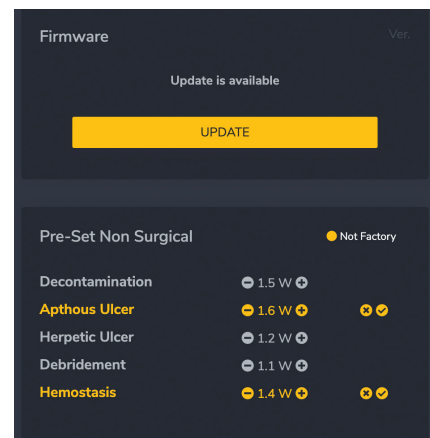 Firmware Ver.
Update is available
UPDATE
Pre-Set Non Surgical Not Factory
Decontamination 1.5 W
Apthous Ulcer 1.6 W
Herpetic Ulcer 1.2 W
Debridement 1.1 W
Hemostasis 1.4 W